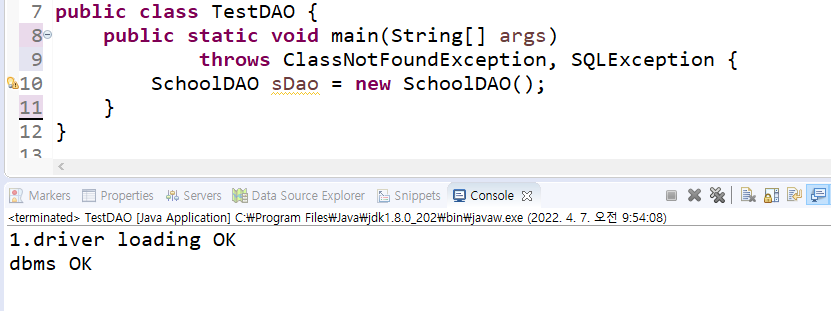 7 public class TestDAO {
8 public static void main(String[] args)
9 throws ClassNotFoundException, SQLException {
10 SchoolDAO sDao = new SchoolDAO();
11 }
12 }
13
<
Markers Properties Servers Data Source Explorer Snippets Console
<terminated> TestDAO [Java Application] C:₩Program Files₩Java₩jdk1.8.0_202₩bin₩javaw.exe (2022. 4. 7. 오전 9:54:08)
1.driver loading OK
dbms OK